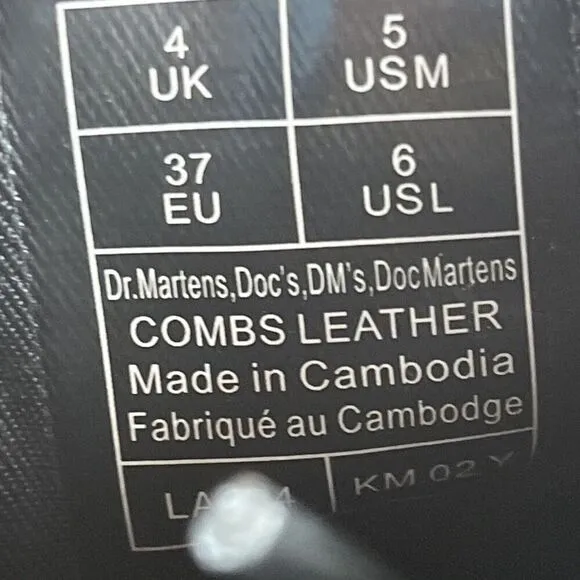 4 5
UK USM
37 6
EU USL
Dr.Martens,Doc's,DM's,DocMartens
COMBS LEATHER
Made in Cambodia
Fabriqué au Cambodge
KM 02 Y